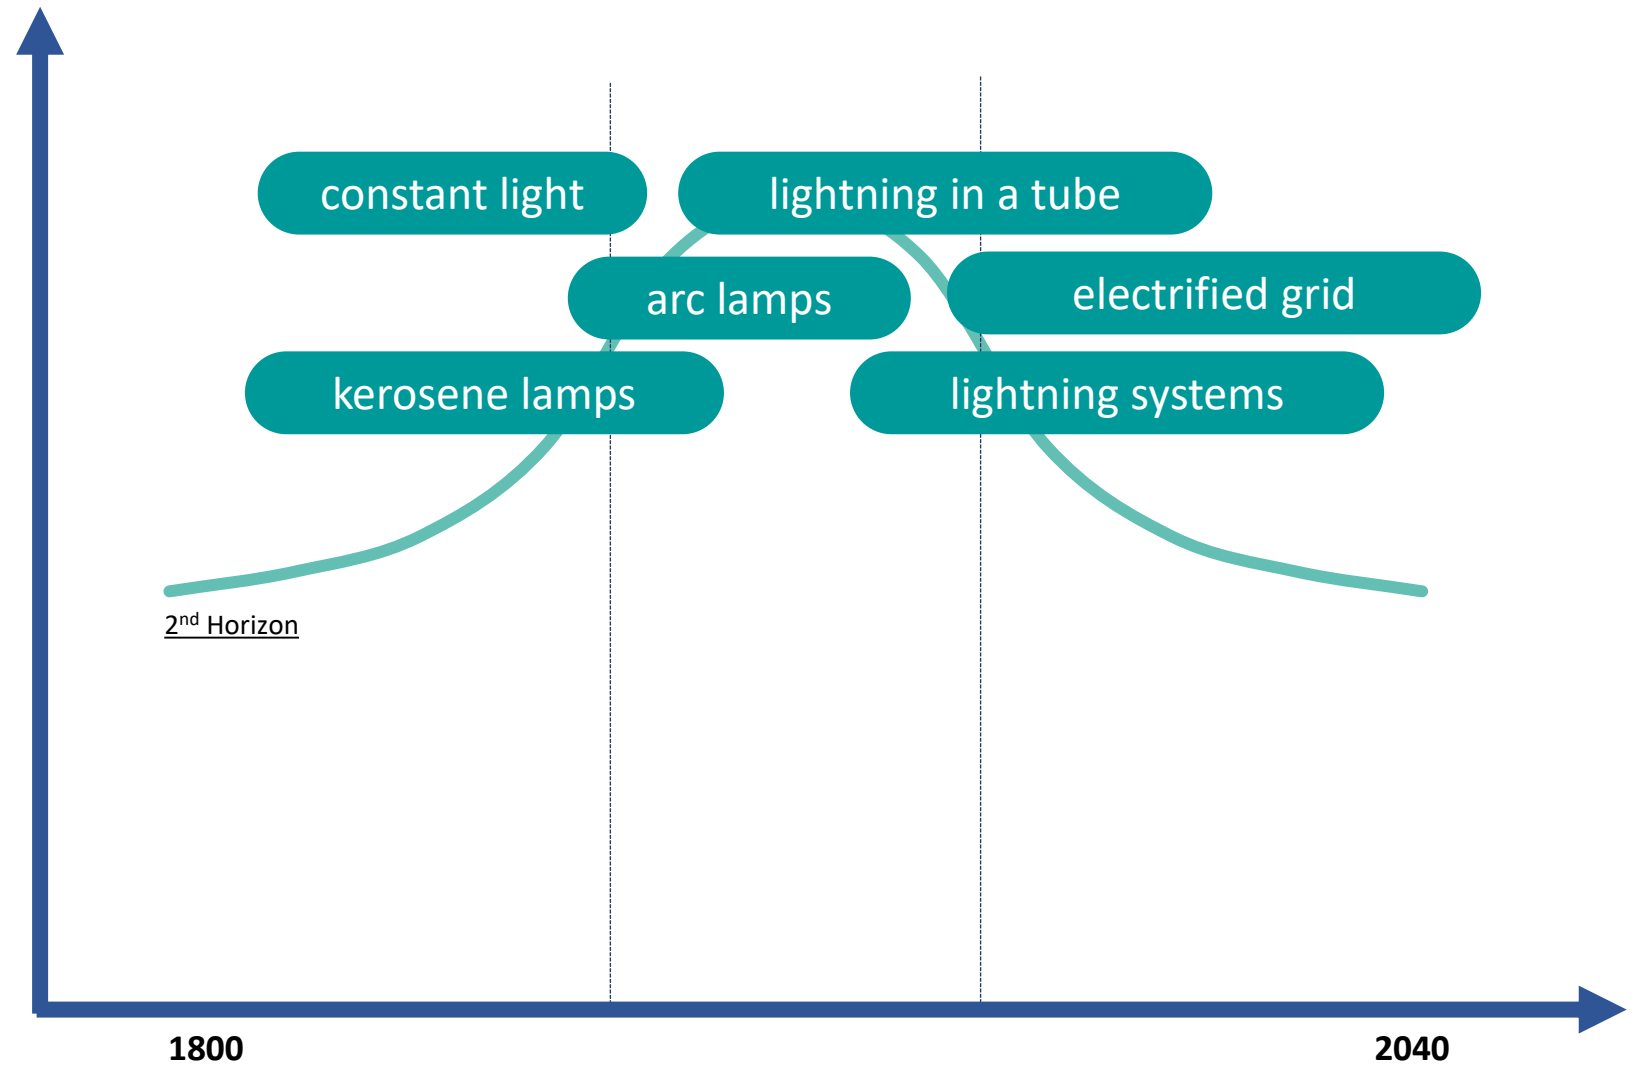 constant light
lightning in a tube
arc lamps
electrified grid
kerosene lamps
lightning systems
2nd Horizon
1800
2040